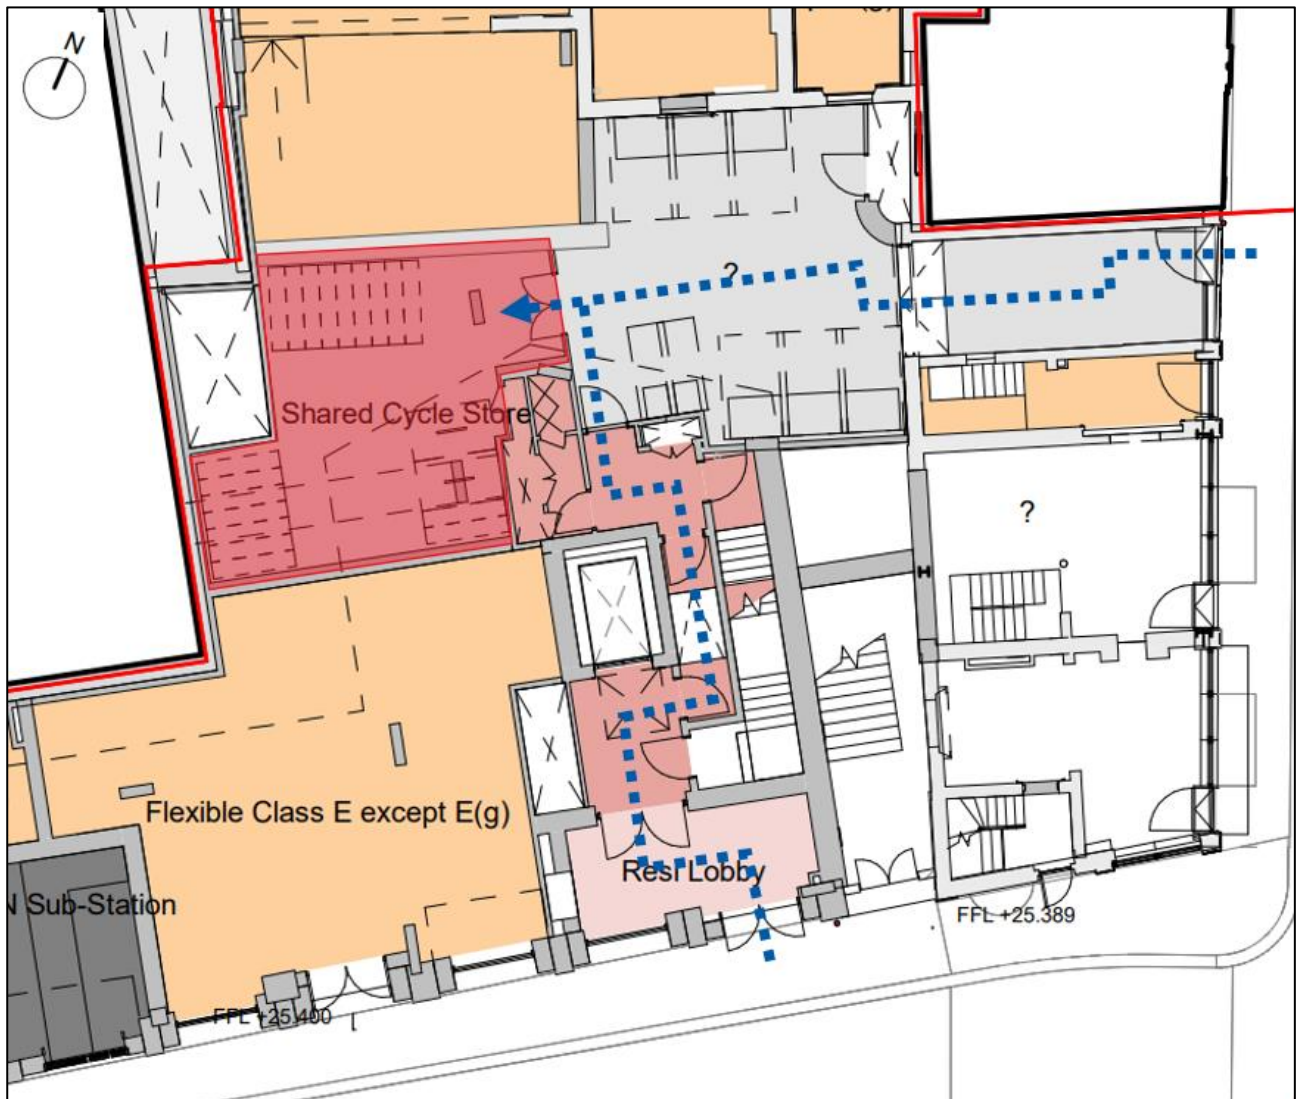 N
?
Shared Cycle Store
?
Flexible Class E except E(g)
Resi Lobby
N Sub-Station
FFL +25.389
FFL +25.400